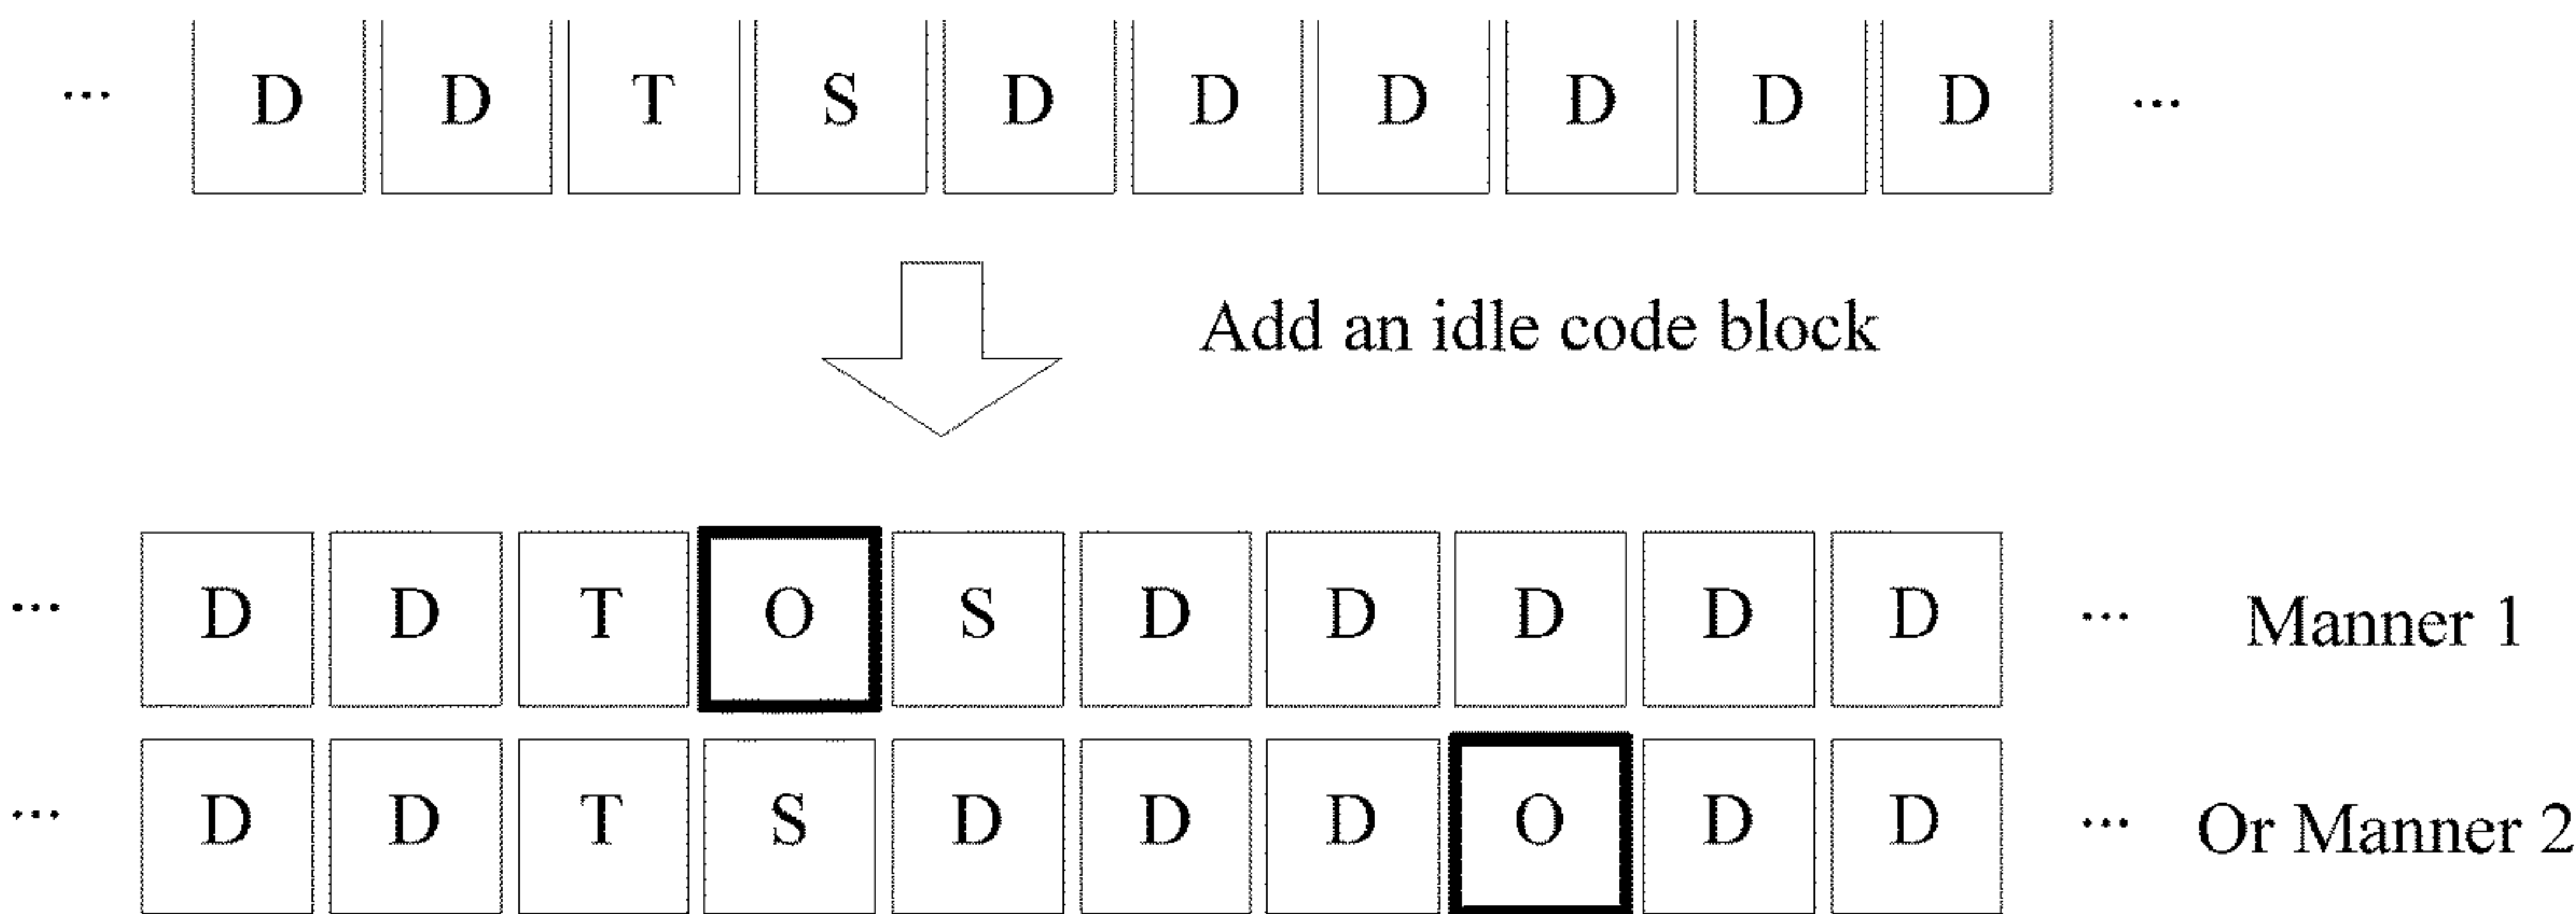 ... D D T S D D D D D D ...
Add an idle code block
... D D T O S D D D D D ... Manner 1
... D D T S D D D O D D ... Or Manner 2